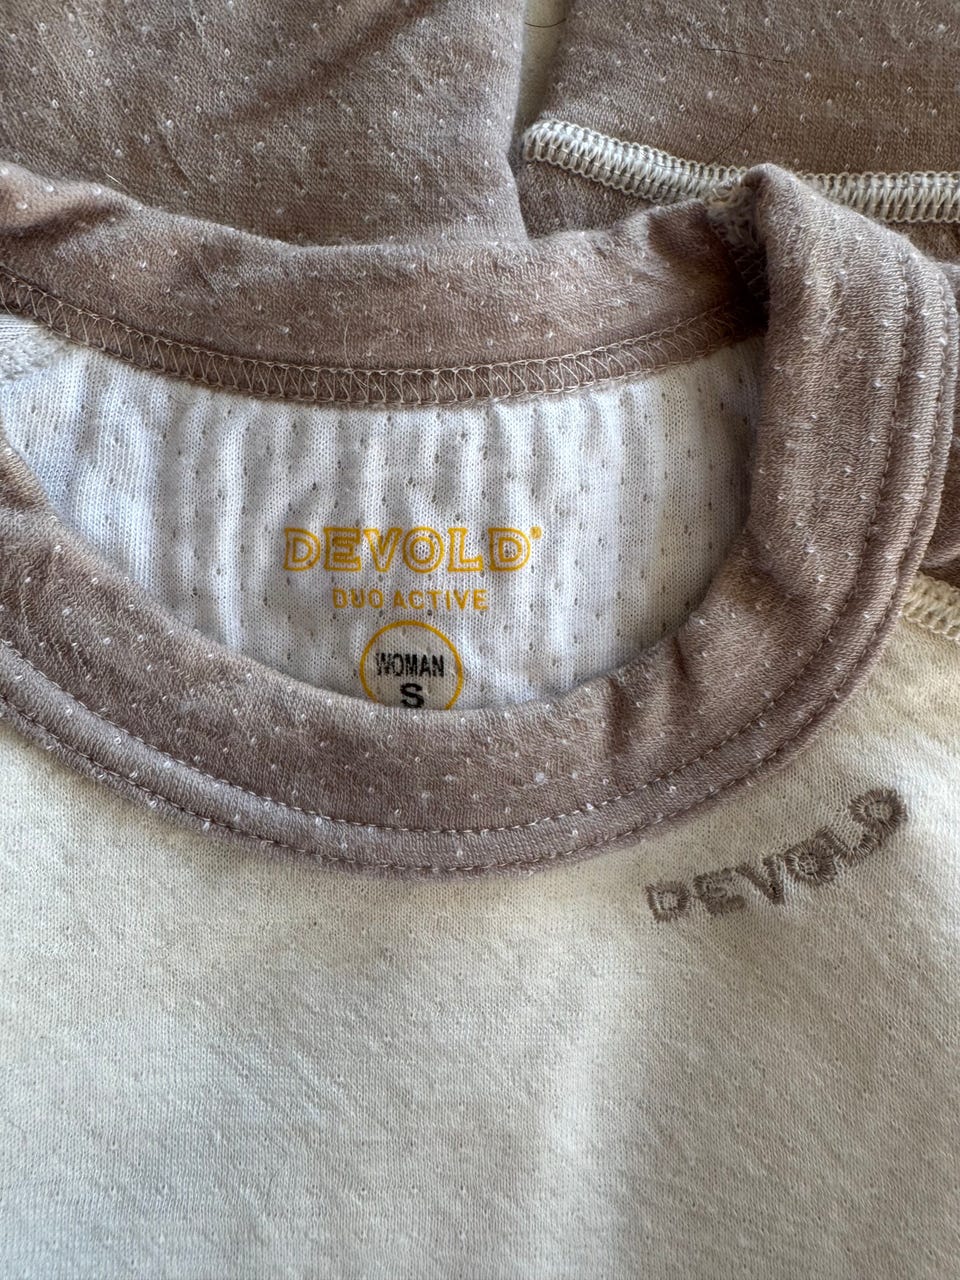 DEVOLD®
DUO ACTIVE
WOMAN
S
DEVOLD